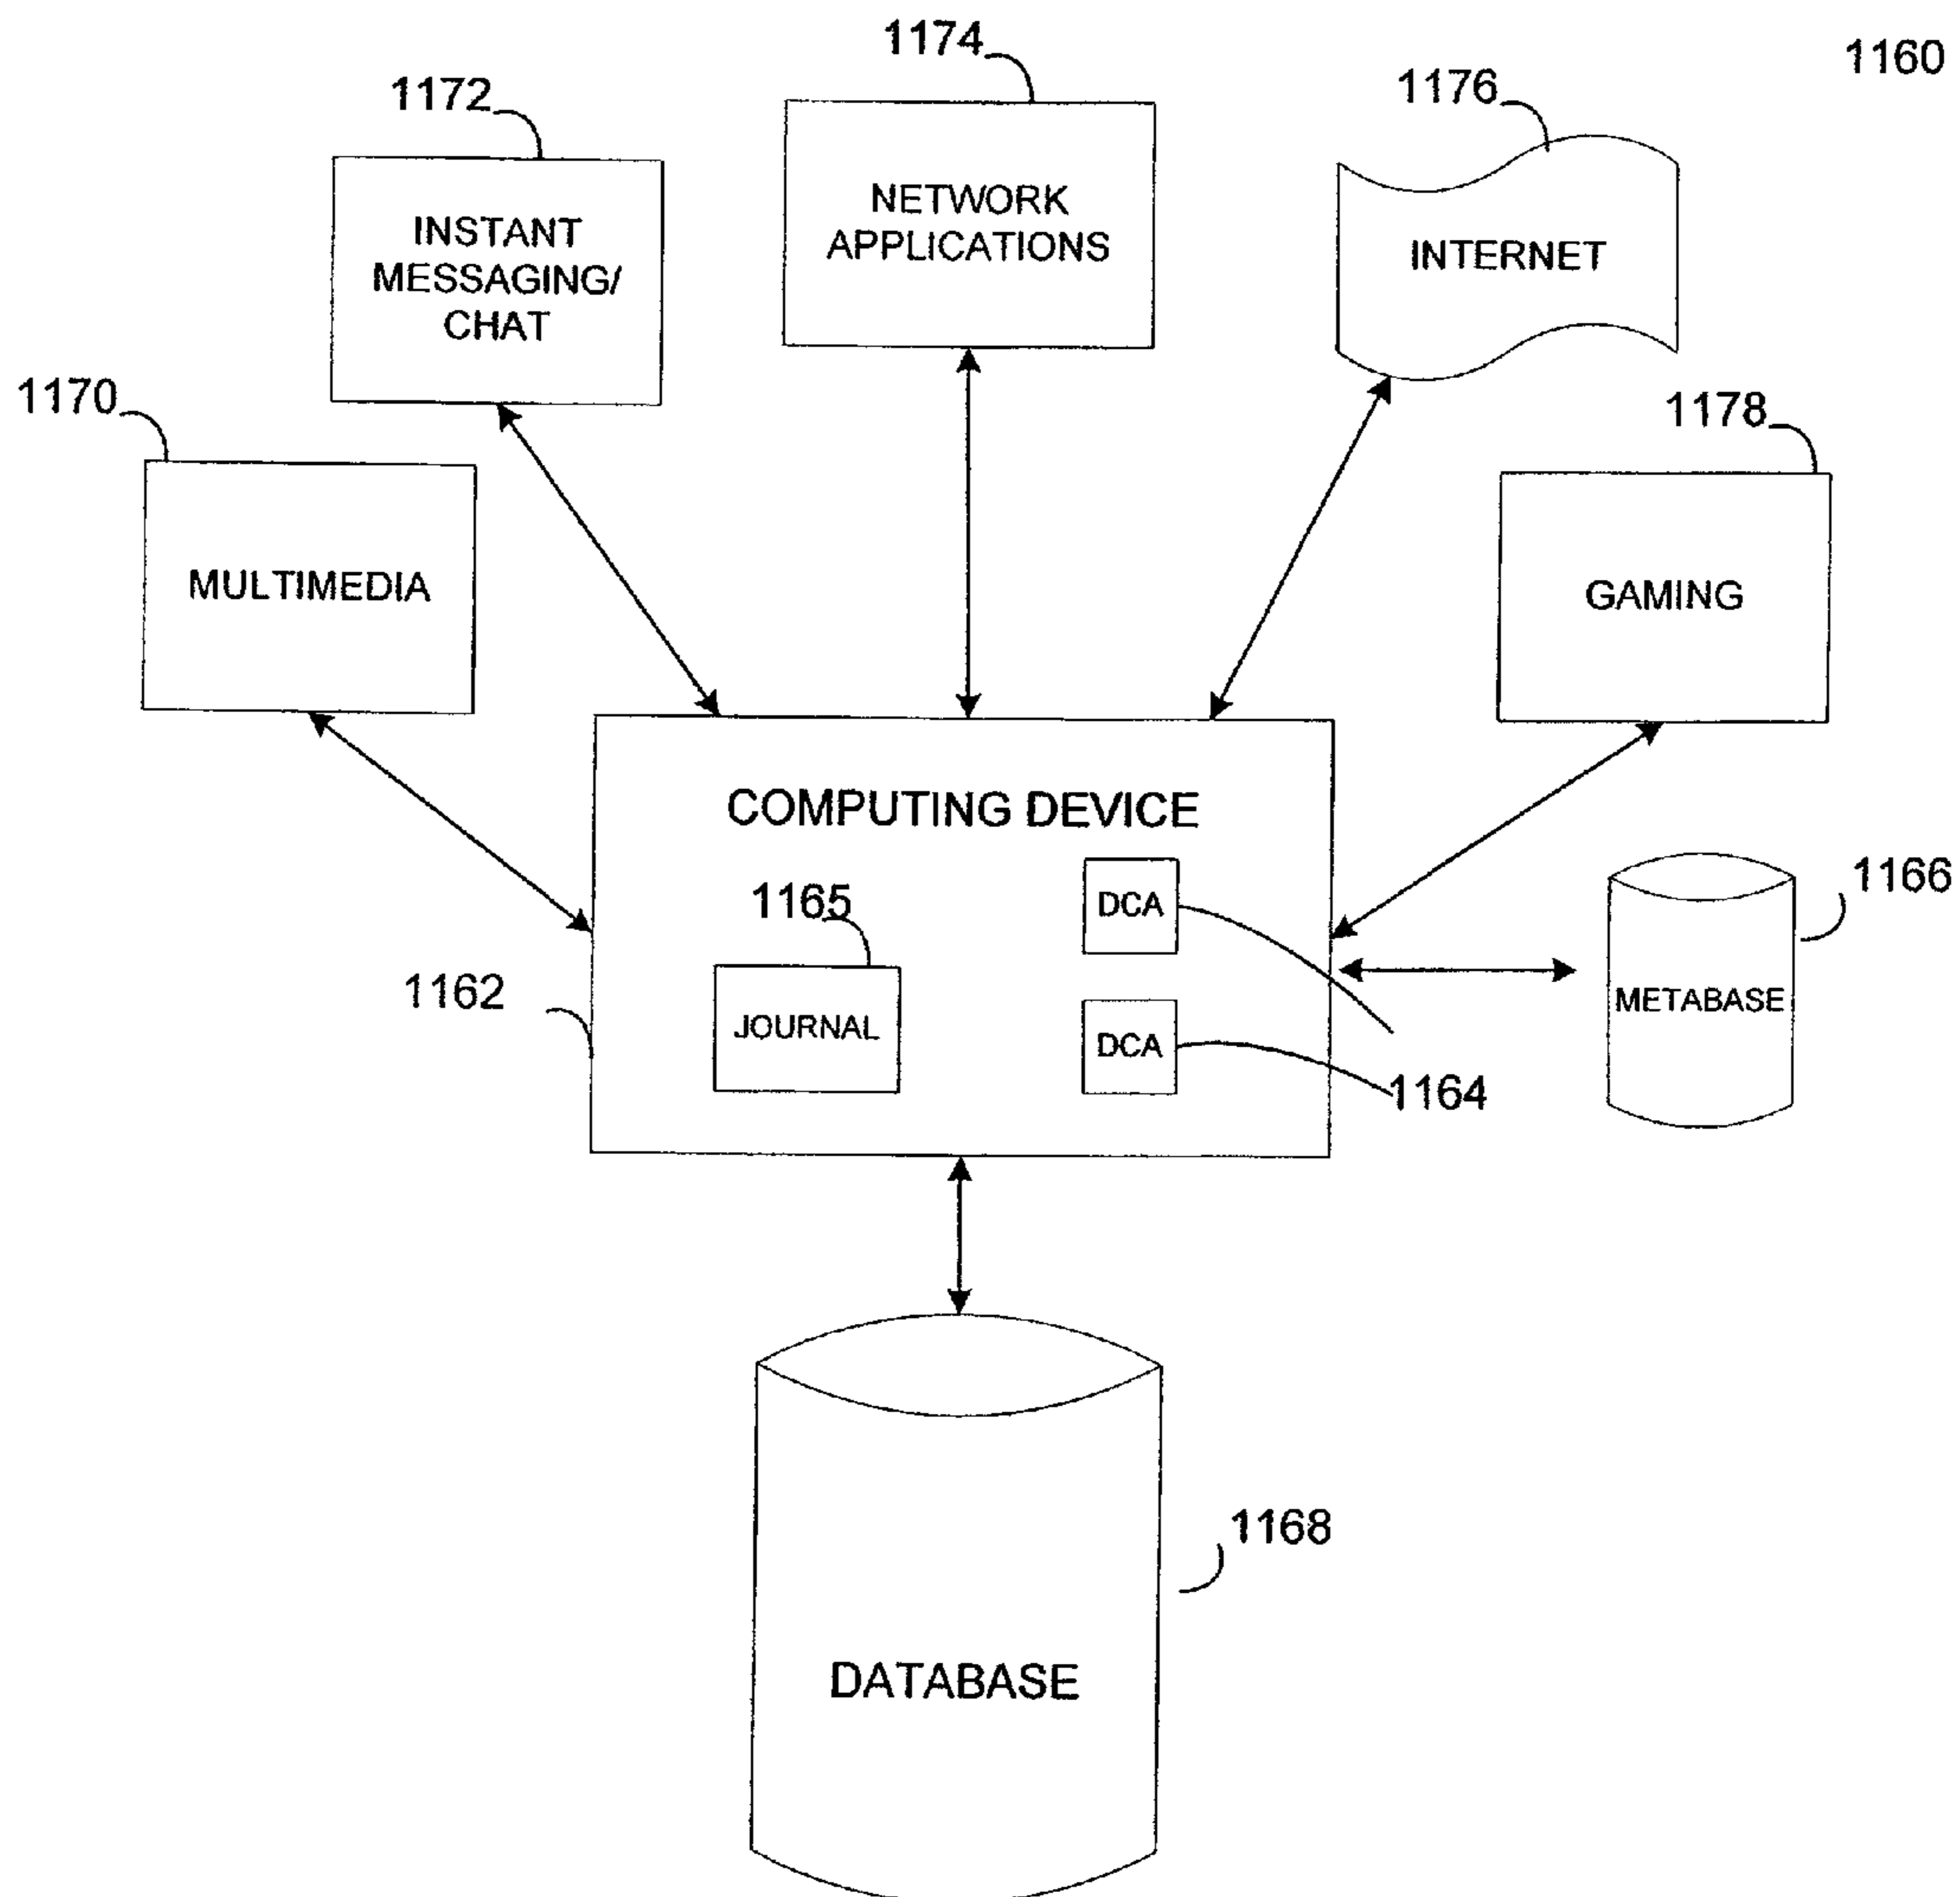 1160
1174
1172
1176
NETWORK
APPLICATIONS
INSTANT
MESSAGING/
CHAT
INTERNET
1170
1178
MULTIMEDIA
GAMING
COMPUTING DEVICE
1165
DCA
1166
1162
JOURNAL
DCA
METABASE
1164
1168
DATABASE